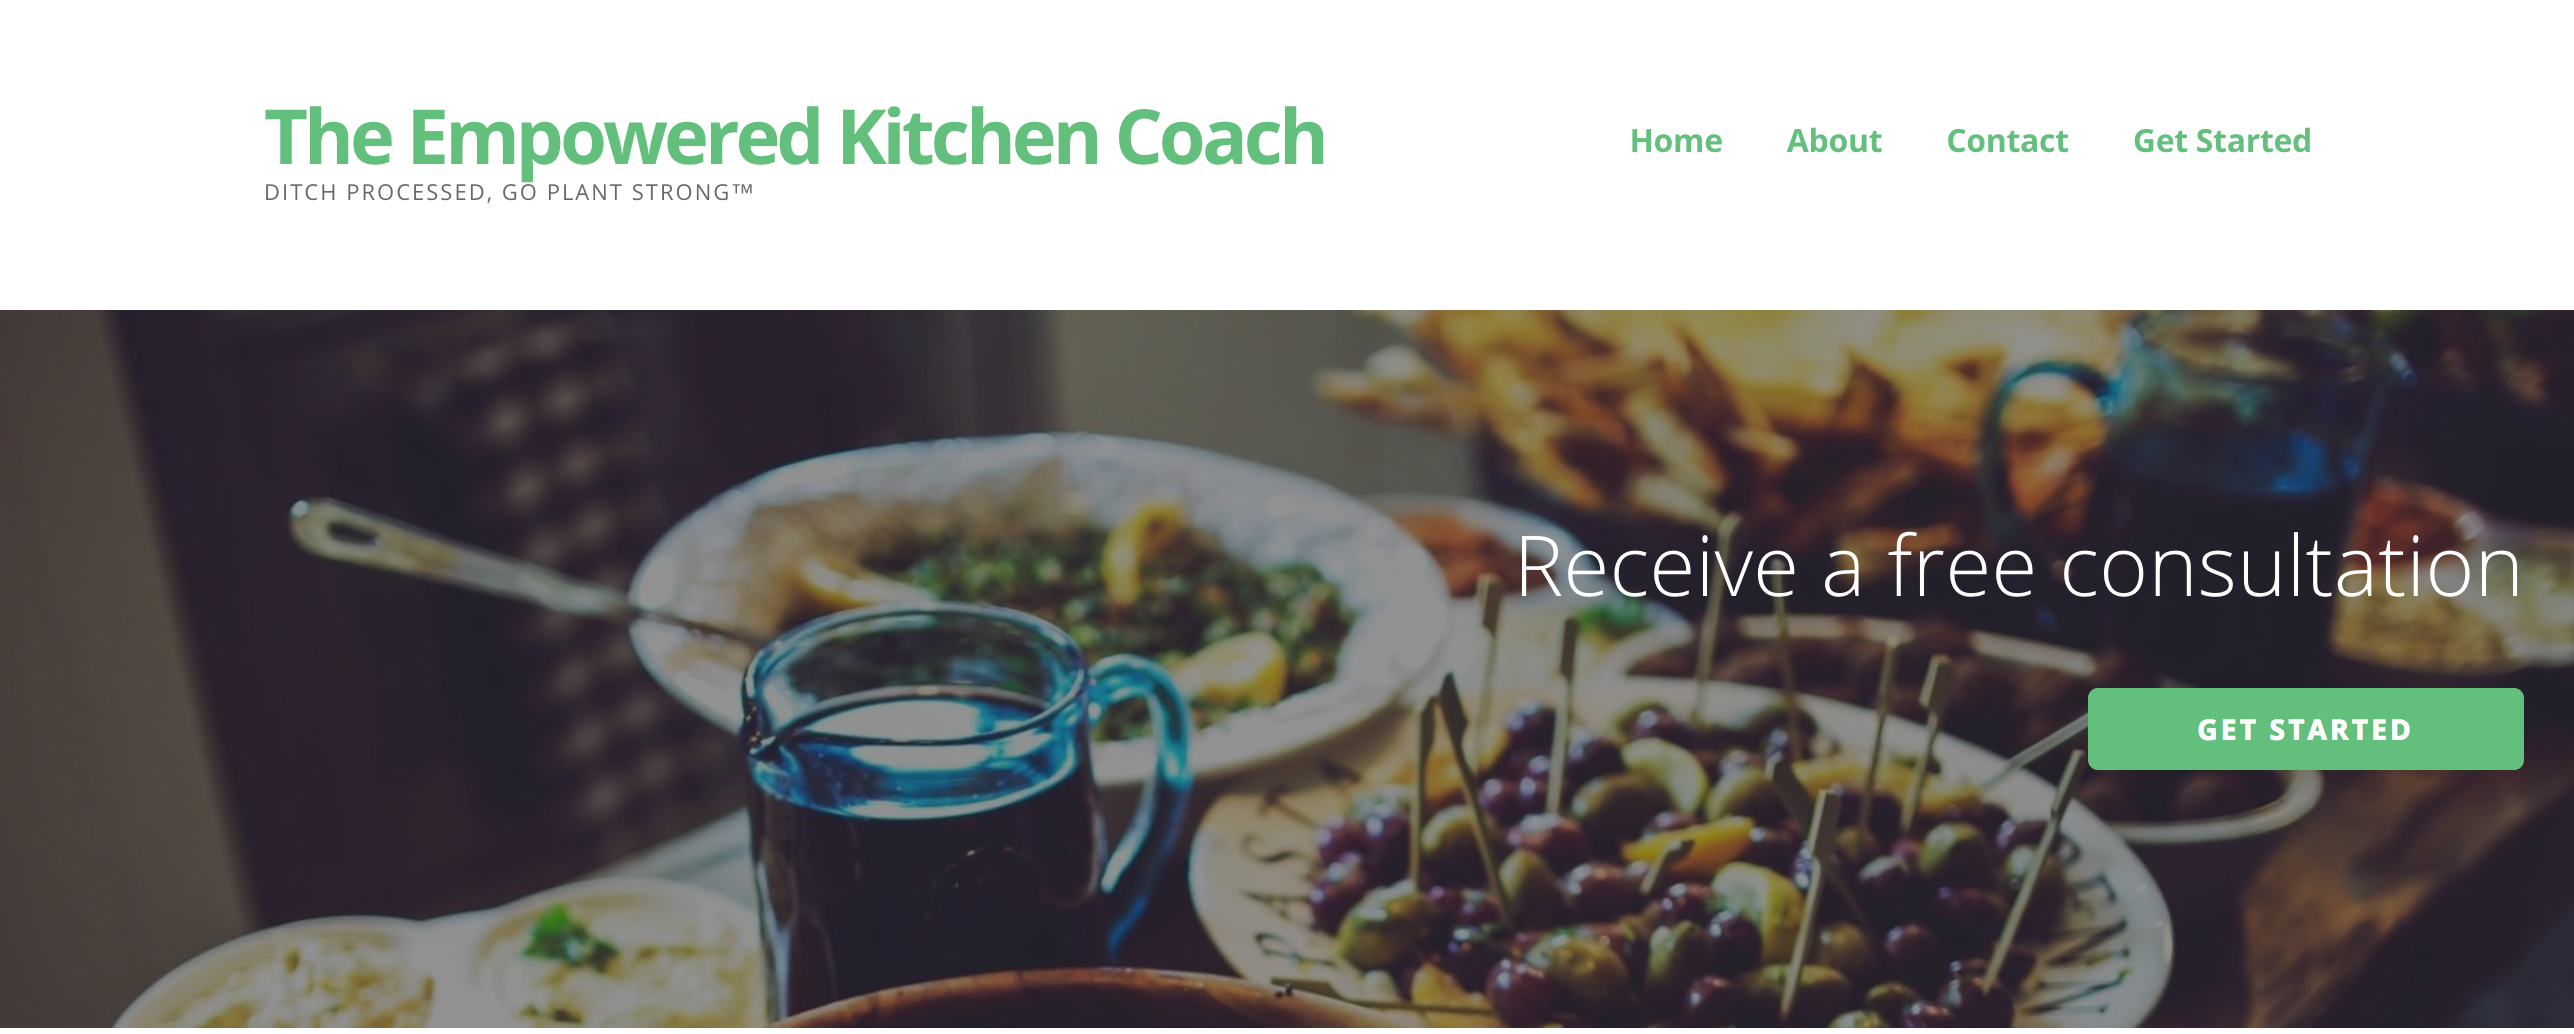 The Empowered Kitchen Coach
DITCH PROCESSED, GO PLANT STRONG™
Home About Contact Get Started
Receive a free consultation
GET STARTED